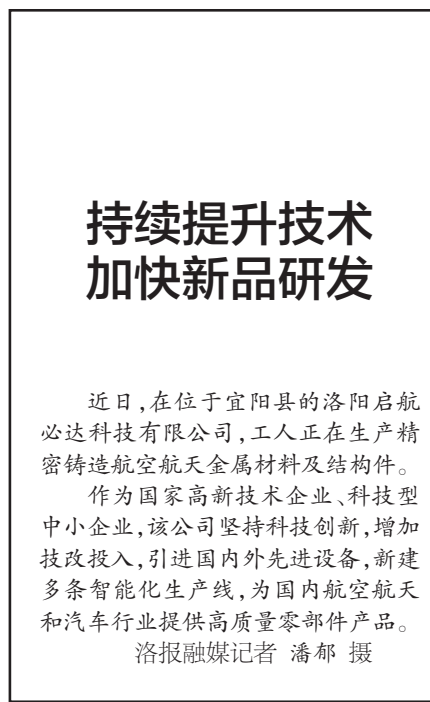 持续提升技术
加快新品研发
近日,在位于宜阳县的洛阳启航
必达科技有限公司,工人正在生产精
密铸造航空航天金属材料及结构件。
作为国家高新技术企业、科技型
中小企业,该公司坚持科技创新,增加
技改投入,引进国内外先进设备,新建
多条智能化生产线,为国内航空航天
和汽车行业提供高质量零部件产品。
洛报融媒记者 潘郁 摄